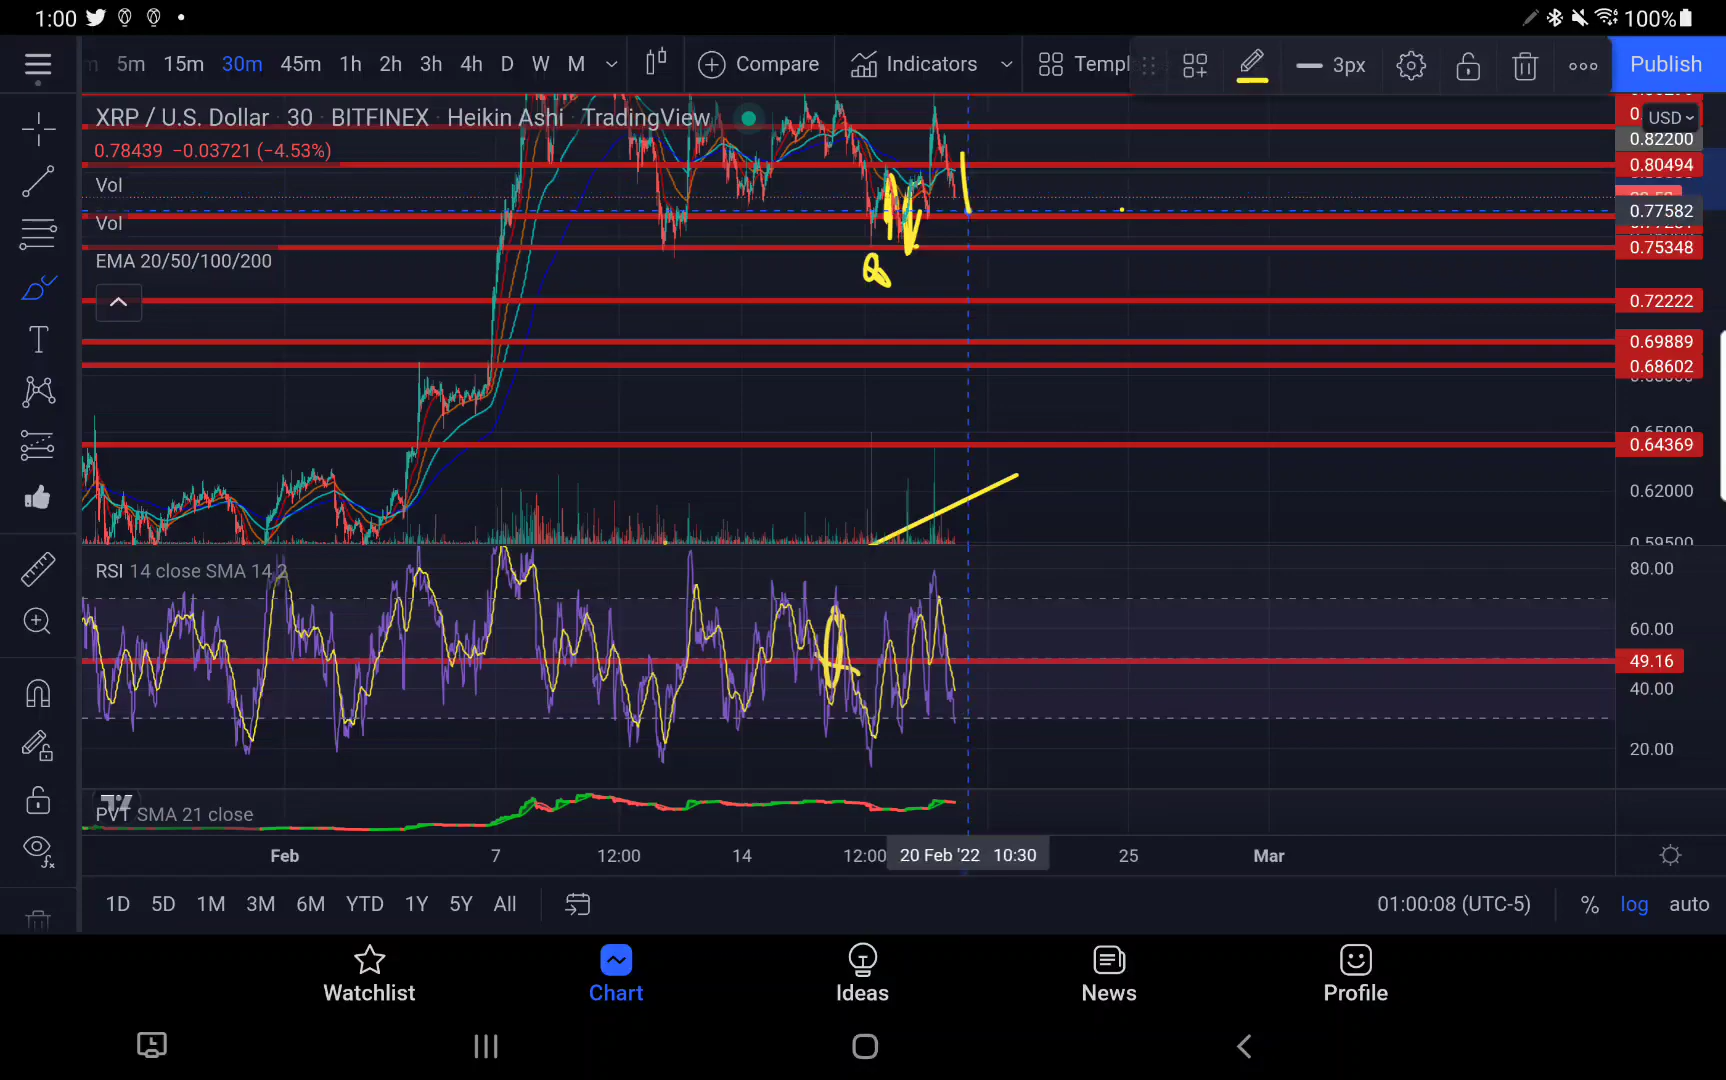 1:00 100%
5m 15m 30m 45m 1h 2h 3h 4h D W M Compare Indicators Templ 3px Publish
XRP / U.S. Dollar · 30 · BITFINEX · Heikin Ashi · TradingView
USD
0.82200
0.78439 −0.03721 (−4.53%)
0.80494
Vol
0.77582
Vol
0.75348
EMA 20/50/100/200
0.72222
0.69889
0.68602
0.64369
0.62000
0.59500
RSI 14 close SMA 14 2
80.00
60.00
49.16
40.00
20.00
PVT SMA 21 close
Feb 7 12:00 14 12:00 20 Feb '22 10:30 25 Mar
1D 5D 1M 3M 6M YTD 1Y 5Y All 01:00:08 (UTC-5) % log auto
Watchlist Chart Ideas News Profile